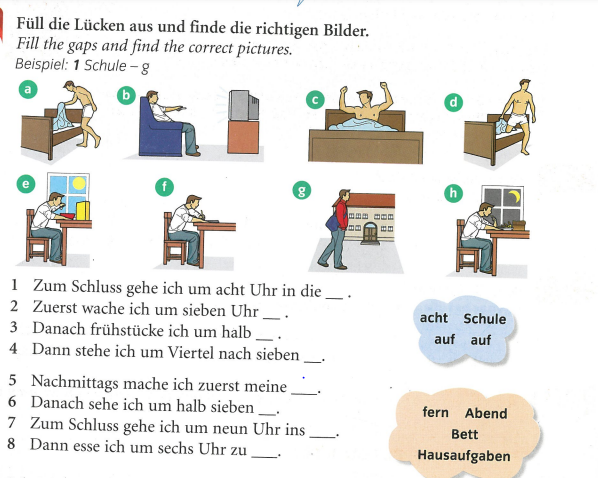 Füll die Lücken aus und finde die richtigen Bilder.
Fill the gaps and find the correct pictures.
Beispiel: 1 Schule – g
a
b
c
d
e
f
g
h
1 Zum Schluss gehe ich um acht Uhr in die ___ .
2 Zuerst wache ich um sieben Uhr ___ .
3 Danach frühstücke ich um halb ___ .
4 Dann stehe ich um Viertel nach sieben ___.
acht Schule
auf auf
5 Nachmittags mache ich zuerst meine ___.
6 Danach sehe ich um halb sieben ___.
7 Zum Schluss gehe ich um neun Uhr ins ___.
8 Dann esse ich um sechs Uhr zu ___.
fern Abend
Bett
Hausaufgaben